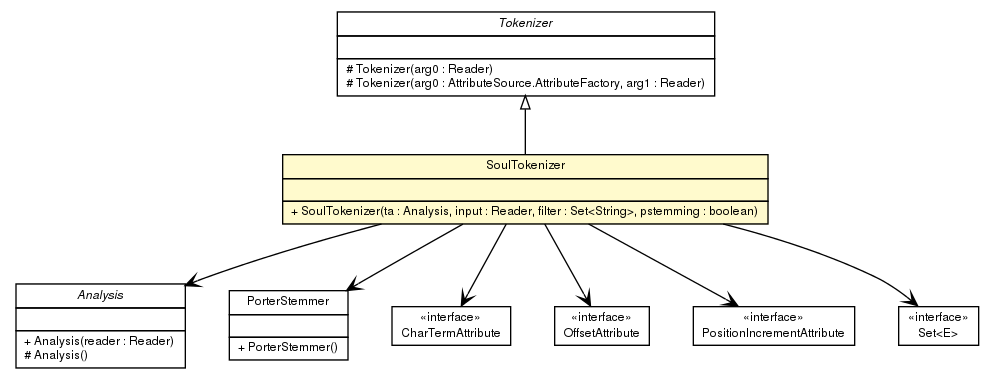 Tokenizer
# Tokenizer(arg0 : Reader)
# Tokenizer(arg0 : AttributeSource.AttributeFactory, arg1 : Reader)
SoulTokenizer
+ SoulTokenizer(ta : Analysis, input : Reader, filter : Set<String>, pstemming : boolean)
Analysis
+ Analysis(reader : Reader)
# Analysis()
PorterStemmer
+ PorterStemmer()
«interface»
CharTermAttribute
«interface»
OffsetAttribute
«interface»
PositionIncrementAttribute
«interface»
Set<E>